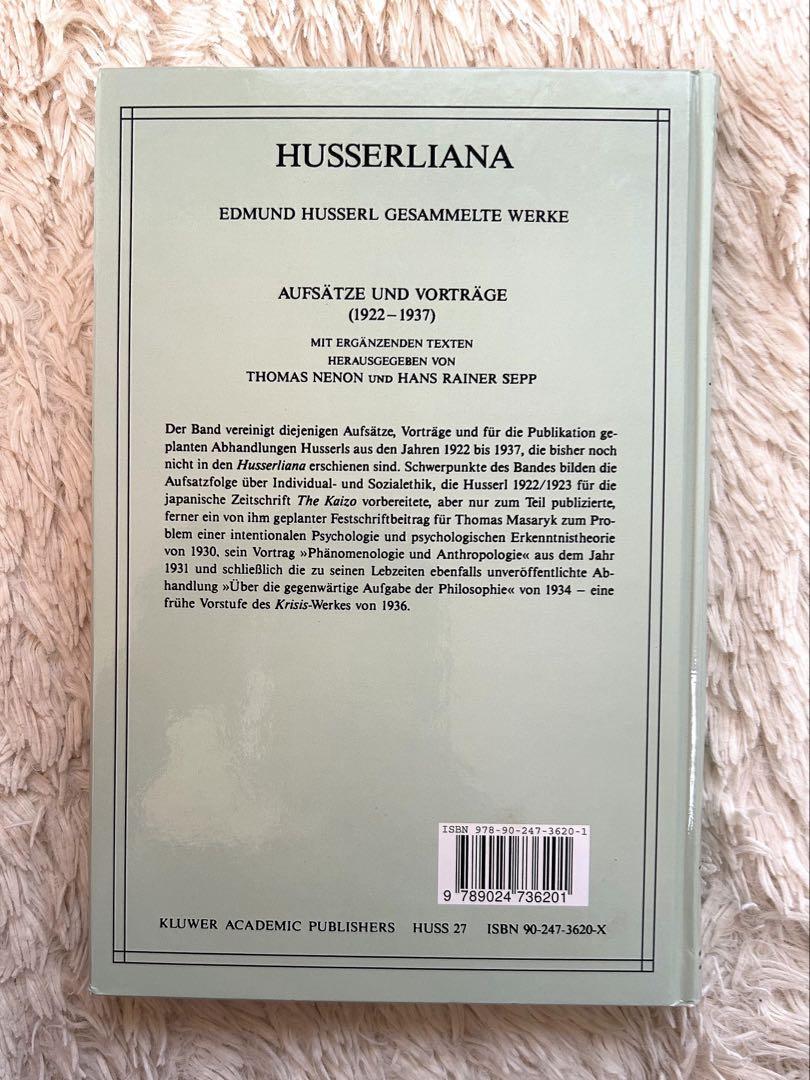 HUSSERLIANA
EDMUND HUSSERL GESAMMELTE WERKE
AUFSÄTZE UND VORTRÄGE
(1922–1937)
MIT ERGÄNZENDEN TEXTEN
HERAUSGEGEBEN VON
THOMAS NENON UND HANS RAINER SEPP
Der Band vereinigt diejenigen Aufsätze, Vorträge und für die Publikation ge-
planten Abhandlungen Husserls aus den Jahren 1922 bis 1937, die bisher noch
nicht in den Husserliana erschienen sind. Schwerpunkte des Bandes bilden die
Aufsatzfolge über Individual- und Sozialethik, die Husserl 1922/1923 für die
japanische Zeitschrift The Kaizo vorbereitete, aber nur zum Teil publizierte,
ferner ein von ihm geplanter Festschriftbeitrag für Thomas Masaryk zum Pro-
blem einer intentionalen Psychologie und psychologischen Erkenntnistheorie
von 1930, sein Vortrag »Phänomenologie und Anthropologie« aus dem Jahr
1931 und schließlich die zu seinen Lebzeiten ebenfalls unveröffentlichte Ab-
handlung »Über die gegenwärtige Aufgabe der Philosophie« von 1934 – eine
frühe Vorstufe des Krisis-Werkes von 1936.
ISBN 978-90-247-3620-1
9 789024 736201
KLUWER ACADEMIC PUBLISHERS HUSS 27 ISBN 90-247-3620-X